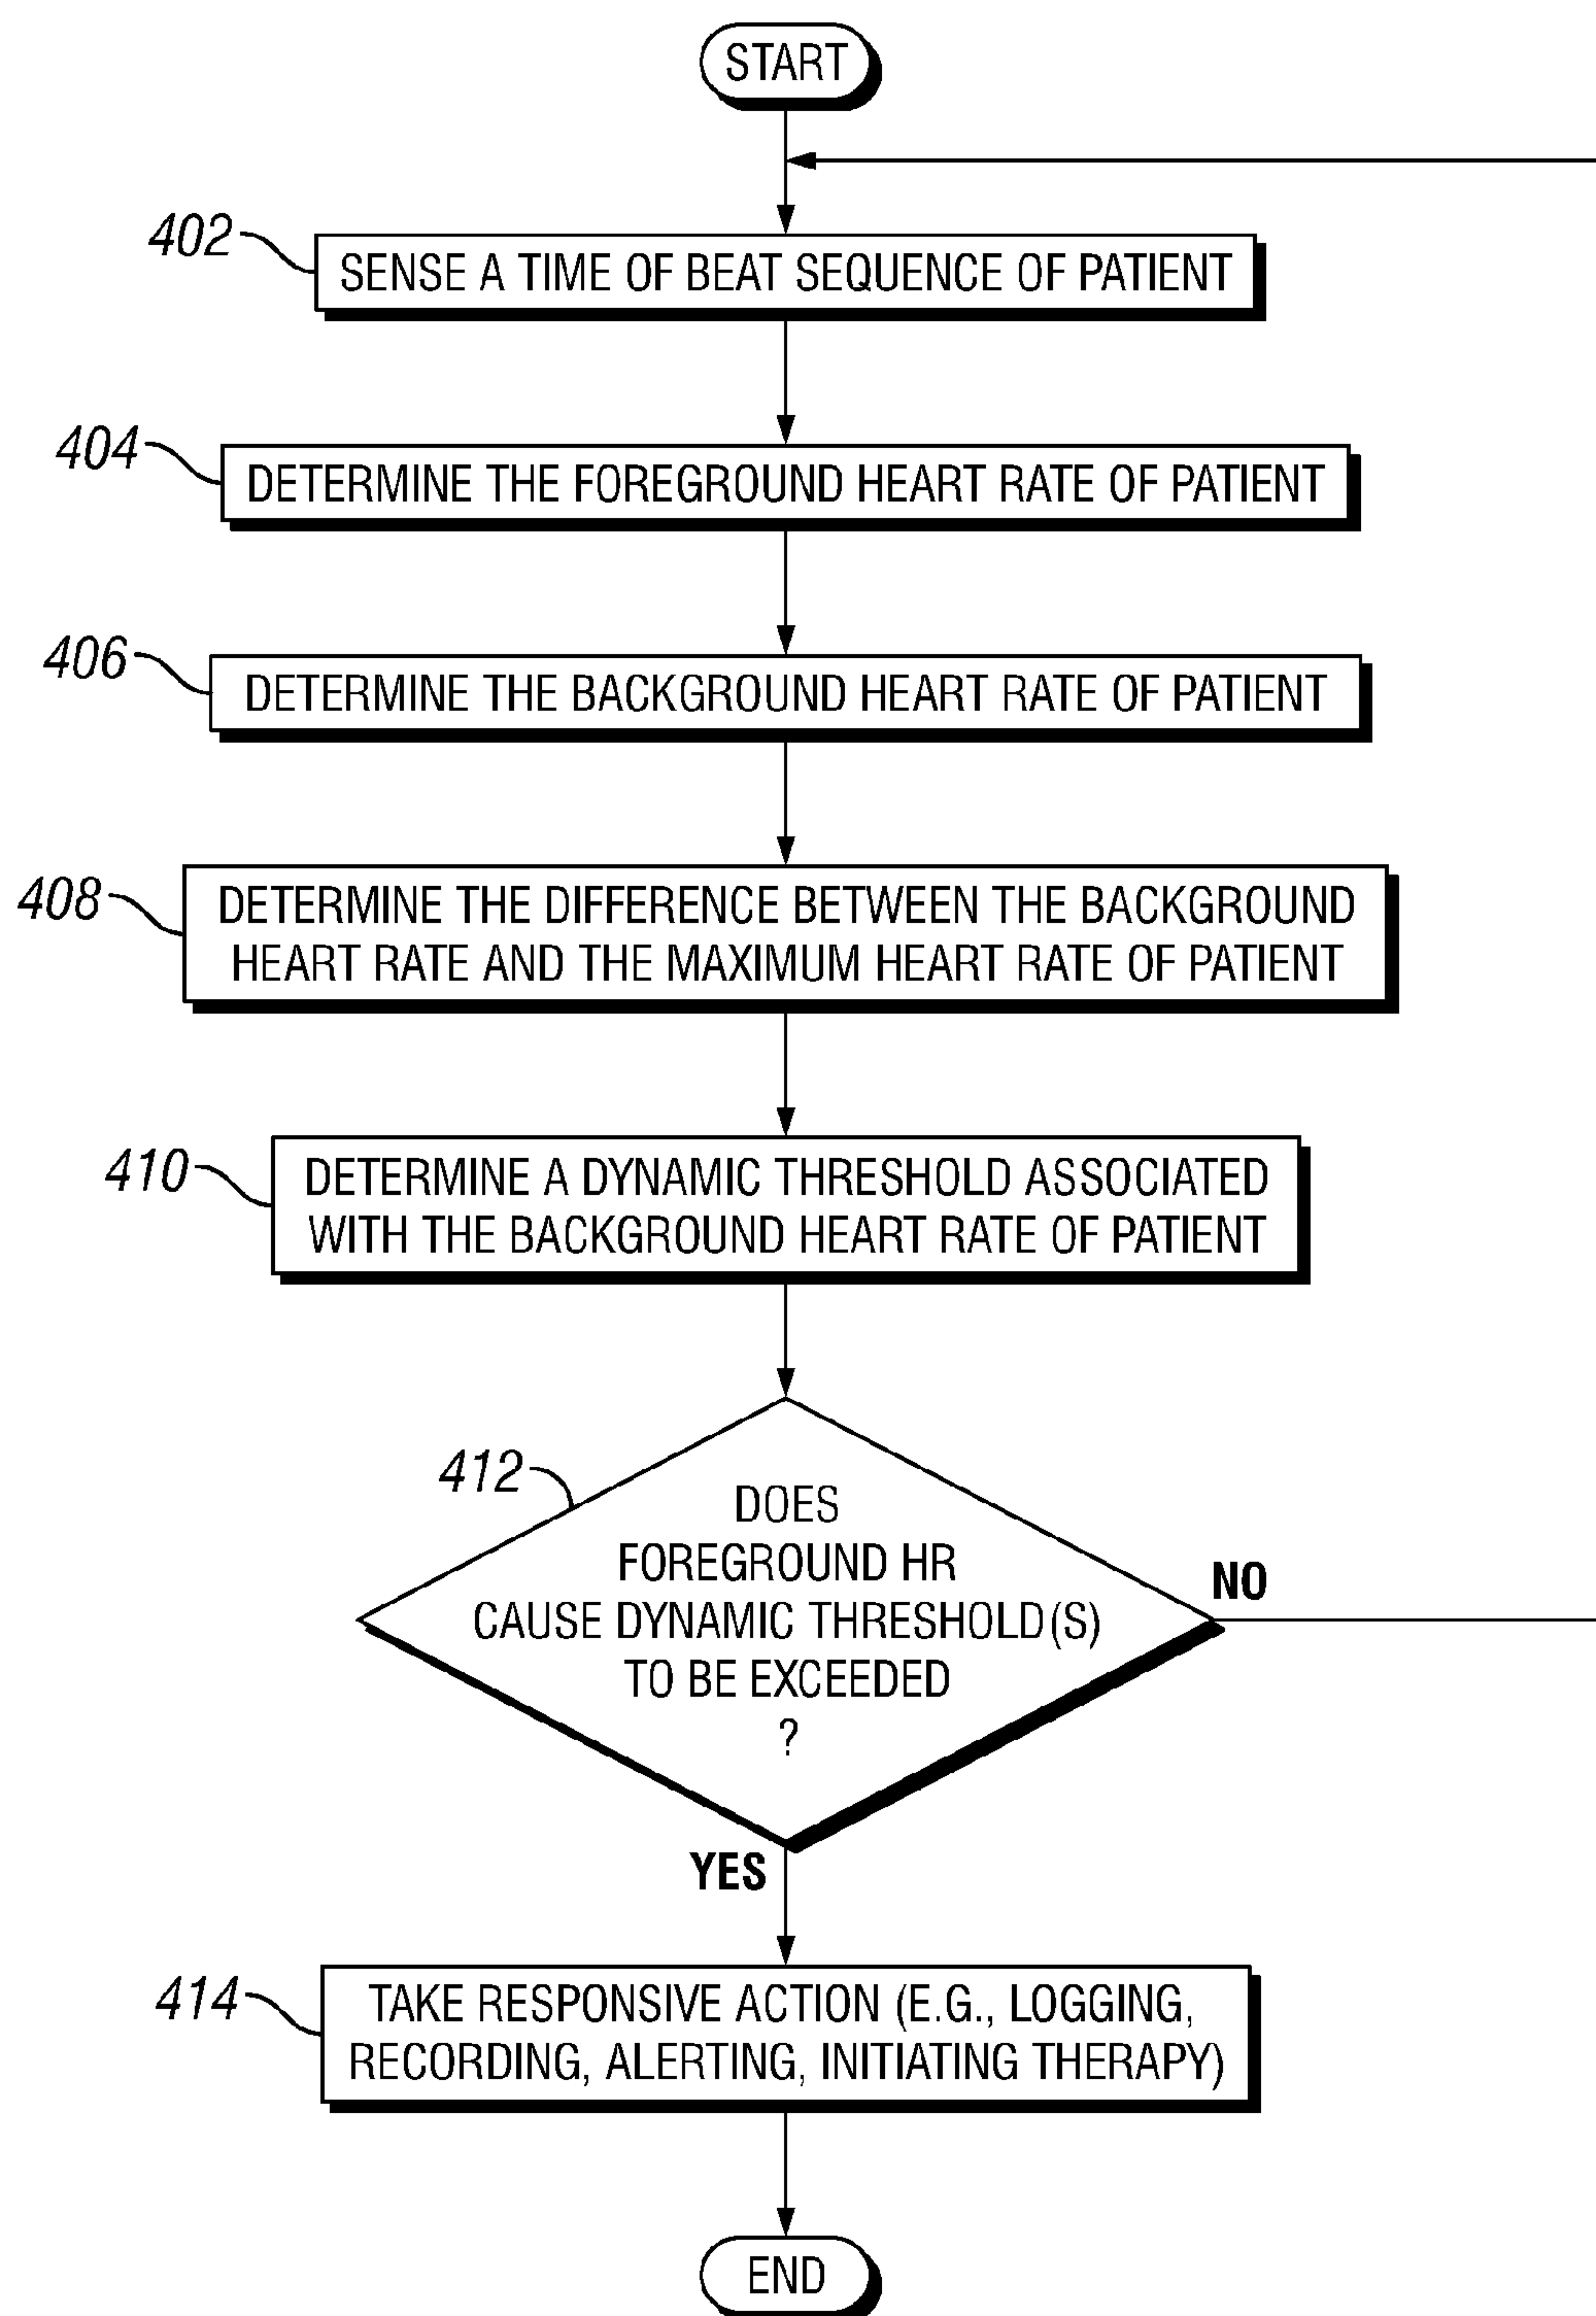 START
402
SENSE A TIME OF BEAT SEQUENCE OF PATIENT
404
DETERMINE THE FOREGROUND HEART RATE OF PATIENT
406
DETERMINE THE BACKGROUND HEART RATE OF PATIENT
408
DETERMINE THE DIFFERENCE BETWEEN THE BACKGROUND
HEART RATE AND THE MAXIMUM HEART RATE OF PATIENT
410
DETERMINE A DYNAMIC THRESHOLD ASSOCIATED
WITH THE BACKGROUND HEART RATE OF PATIENT
412
DOES
FOREGROUND HR
CAUSE DYNAMIC THRESHOLD(S)
TO BE EXCEEDED
?
NO
YES
414
TAKE RESPONSIVE ACTION (E.G., LOGGING,
RECORDING, ALERTING, INITIATING THERAPY)
END